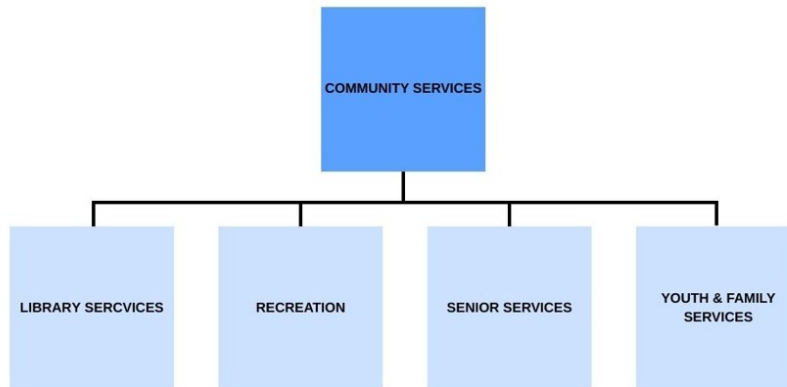 COMMUNITY SERVICES
LIBRARY SERCVICES
RECREATION
SENIOR SERVICES
YOUTH & FAMILY
SERVICES